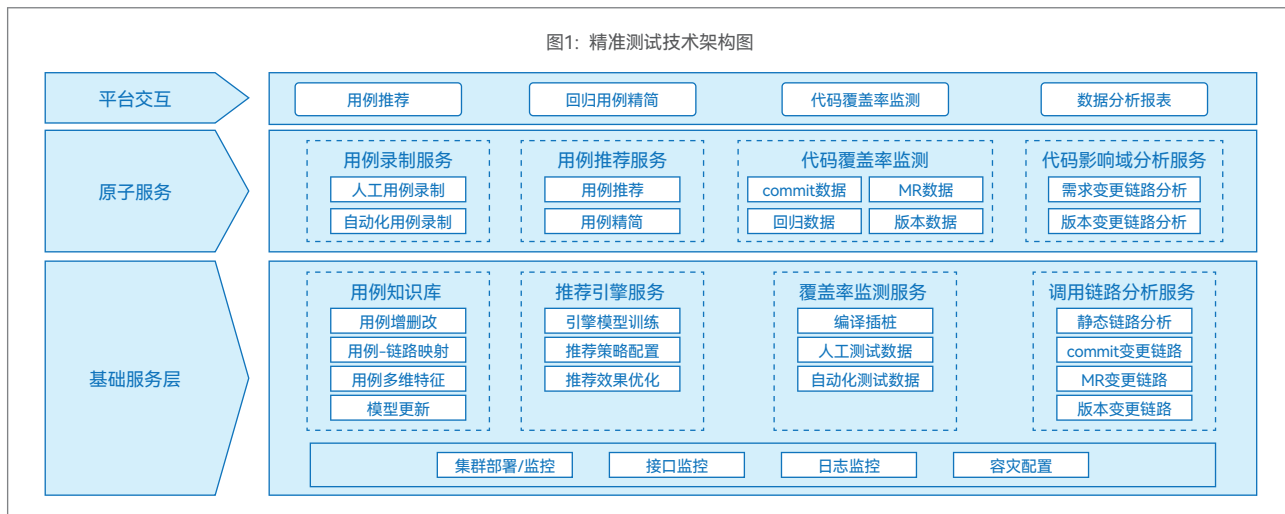 图1: 精准测试技术架构图
平台交互
用例推荐
回归用例精简
代码覆盖率监测
数据分析报表
原子服务
用例录制服务
人工用例录制
自动化用例录制
用例推荐服务
用例推荐
用例精简
代码覆盖率监测
commit数据
MR数据
回归数据
版本数据
代码影响域分析服务
需求变更链路分析
版本变更链路分析
基础服务层
用例知识库
用例增删改
用例-链路映射
用例多维特征
模型更新
推荐引擎服务
引擎模型训练
推荐策略配置
推荐效果优化
覆盖率监测服务
编译插桩
人工测试数据
自动化测试数据
调用链路分析服务
静态链路分析
commit变更链路
MR变更链路
版本变更链路
集群部署/监控
接口监控
日志监控
容灾配置